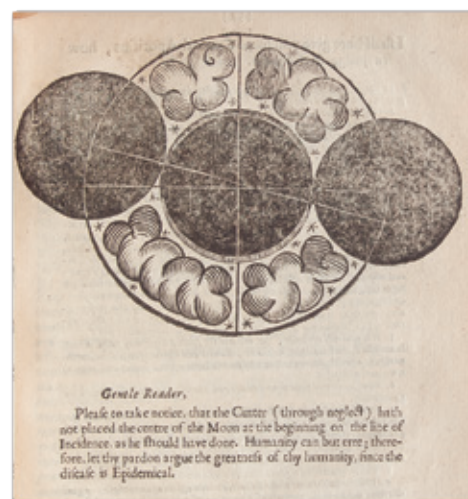 Gentle Reader,
Please to take notice, that the Cutter (through neglect) hath
not placed the centre of the Moon at the beginning on the line of
Incidence, as he should have done. Humanity can but erre; there-
fore, let thy pardon argue the greatness of thy humanity, since the
disease is Epidemical.